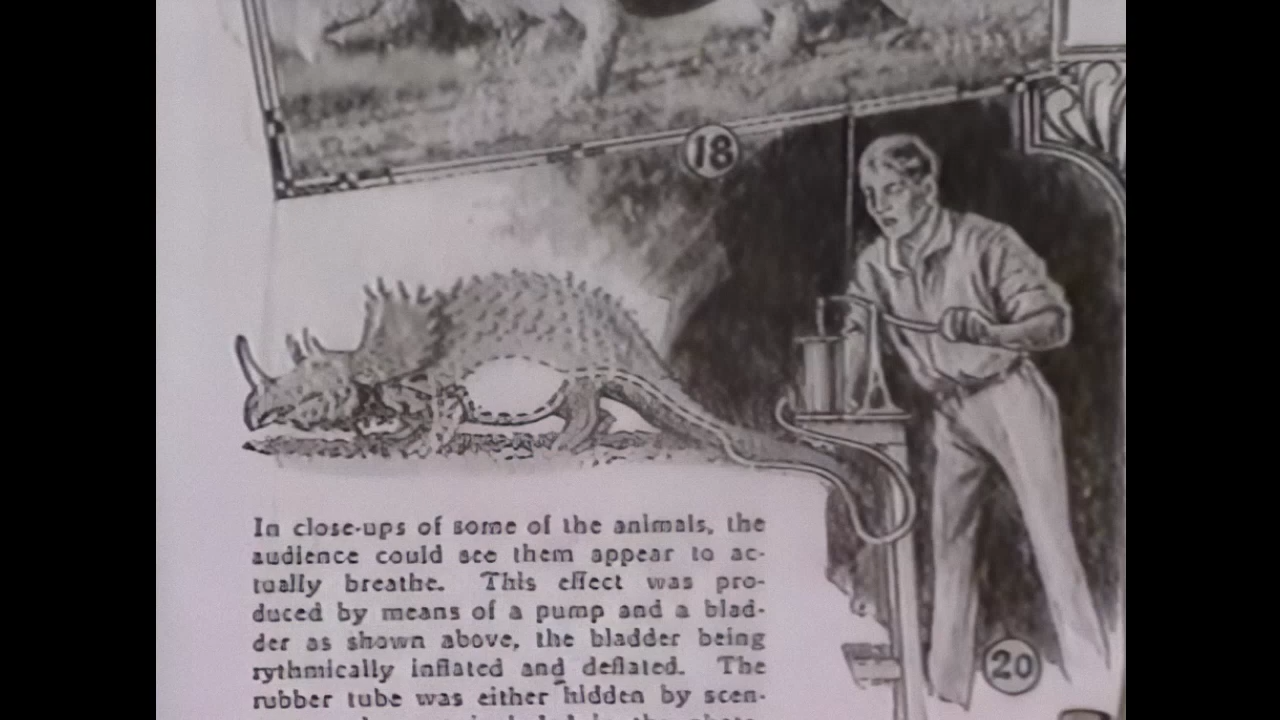 18
20
In close-ups of some of the animals, the
audience could see them appear to ac-
tually breathe. This effect was pro-
duced by means of a pump and a blad-
der as shown above, the bladder being
rythmically inflated and deflated. The
rubber tube was either hidden by scen-